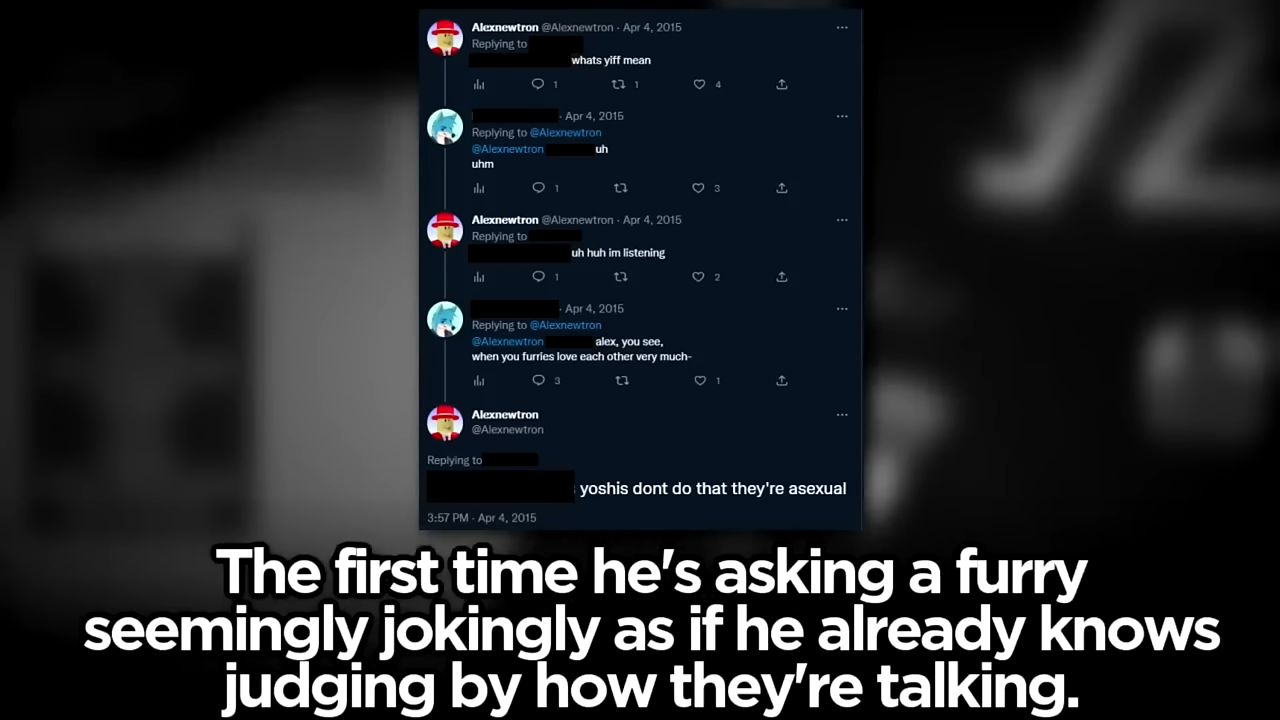 Alexnewtron @Alexnewtron · Apr 4, 2015
Replying to
whats yiff mean
1 1 4
· Apr 4, 2015
Replying to @Alexnewtron
@Alexnewtron uh
uhm
1 3
Alexnewtron @Alexnewtron · Apr 4, 2015
Replying to
uh huh im listening
1 2
· Apr 4, 2015
Replying to @Alexnewtron
@Alexnewtron alex, you see,
when you furries love each other very much-
3 1
Alexnewtron
@Alexnewtron
Replying to
yoshis dont do that they're asexual
3:57 PM · Apr 4, 2015
The first time he's asking a furry
seemingly jokingly as if he already knows
judging by how they're talking.